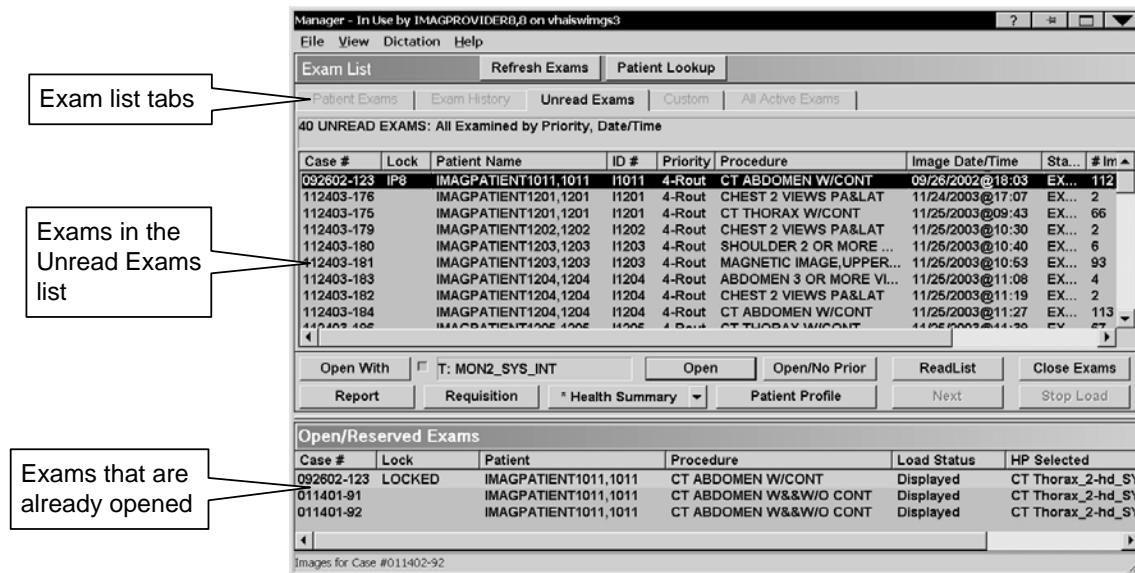 Manager - In Use by IMAGPROVIDER8,8 on vhaiswimgs3 ?
File View Dictation Help
Exam List Refresh Exams Patient Lookup
Exam list tabs
Patient Exams Exam History Unread Exams Custom All Active Exams
40 UNREAD EXAMS: All Examined by Priority, Date/Time
Case # Lock Patient Name ID # Priority Procedure Image Date/Time Sta... # Im
092602-123 IP8 IMAGPATIENT1011,1011 I1011 4-Rout CT ABDOMEN W/CONT 09/26/2002@18:03 EX... 112
112403-176 IMAGPATIENT1201,1201 I1201 4-Rout CHEST 2 VIEWS PA&LAT 11/24/2003@17:07 EX... 2
112403-175 IMAGPATIENT1201,1201 I1201 4-Rout CT THORAX W/CONT 11/25/2003@09:43 EX... 66
112403-179 IMAGPATIENT1202,1202 I1202 4-Rout CHEST 2 VIEWS PA&LAT 11/25/2003@10:30 EX... 2
112403-180 IMAGPATIENT1203,1203 I1203 4-Rout SHOULDER 2 OR MORE ... 11/25/2003@10:40 EX... 6
112403-181 IMAGPATIENT1203,1203 I1203 4-Rout MAGNETIC IMAGE,UPPER... 11/25/2003@10:53 EX... 93
112403-183 IMAGPATIENT1204,1204 I1204 4-Rout ABDOMEN 3 OR MORE VI... 11/25/2003@11:08 EX... 4
112403-182 IMAGPATIENT1204,1204 I1204 4-Rout CHEST 2 VIEWS PA&LAT 11/25/2003@11:19 EX... 2
112403-184 IMAGPATIENT1204,1204 I1204 4-Rout CT ABDOMEN W/CONT 11/25/2003@11:27 EX... 113
Exams in the
Unread Exams
list
Open With T: MON2_SYS_INT Open Open/No Prior ReadList Close Exams
Report Requisition * Health Summary Patient Profile Next Stop Load
Open/Reserved Exams
Case # Lock Patient Procedure Load Status HP Selected
092602-123 LOCKED IMAGPATIENT1011,1011 CT ABDOMEN W/CONT Displayed CT Thorax_2-hd_SY
011401-91 IMAGPATIENT1011,1011 CT ABDOMEN W&&W/O CONT Displayed CT Thorax_2-hd_SY
011401-92 IMAGPATIENT1011,1011 CT ABDOMEN W&&W/O CONT Displayed CT Thorax_2-hd_SY
Exams that are
already opened
Images for Case #011402-92